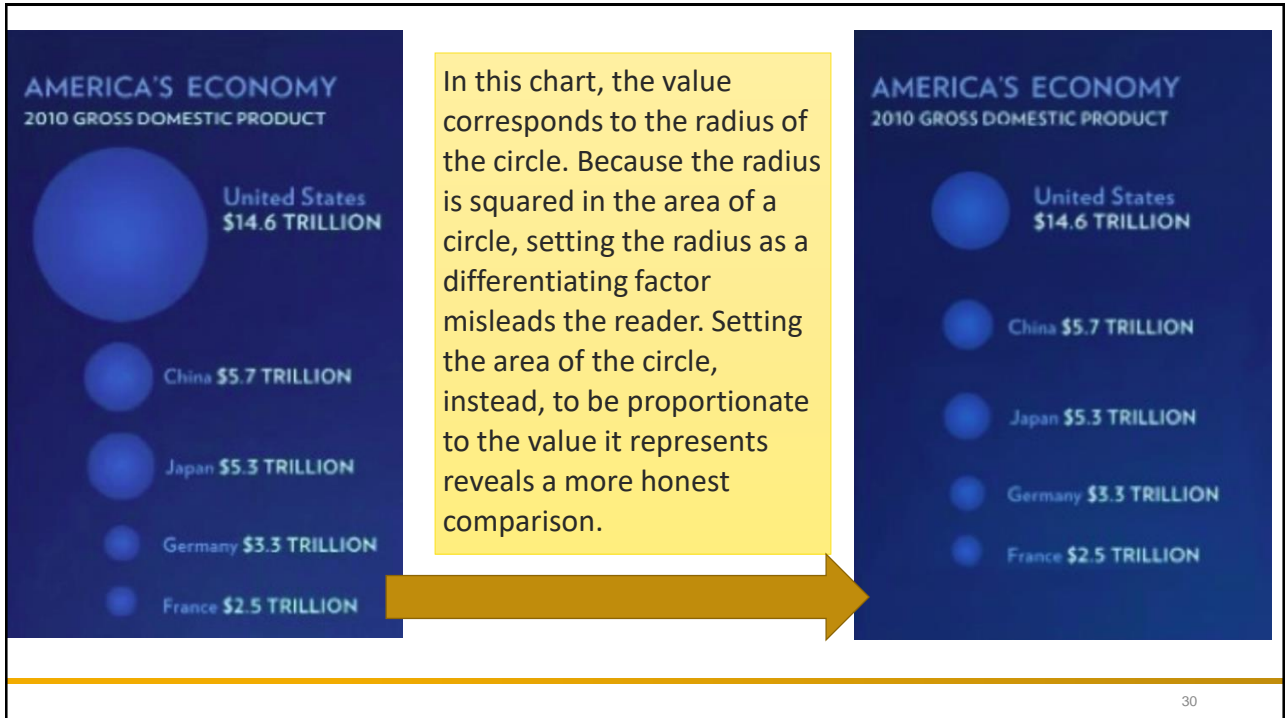 AMERICA'S ECONOMY
2010 GROSS DOMESTIC PRODUCT
United States
$14.6 TRILLION
China $5.7 TRILLION
Japan $5.3 TRILLION
Germany $3.3 TRILLION
France $2.5 TRILLION
In this chart, the value
corresponds to the radius of
the circle. Because the radius
is squared in the area of a
circle, setting the radius as a
differentiating factor
misleads the reader. Setting
the area of the circle,
instead, to be proportionate
to the value it represents
reveals a more honest
comparison.
AMERICA'S ECONOMY
2010 GROSS DOMESTIC PRODUCT
United States
$14.6 TRILLION
China $5.7 TRILLION
Japan $5.3 TRILLION
Germany $3.3 TRILLION
France $2.5 TRILLION
30